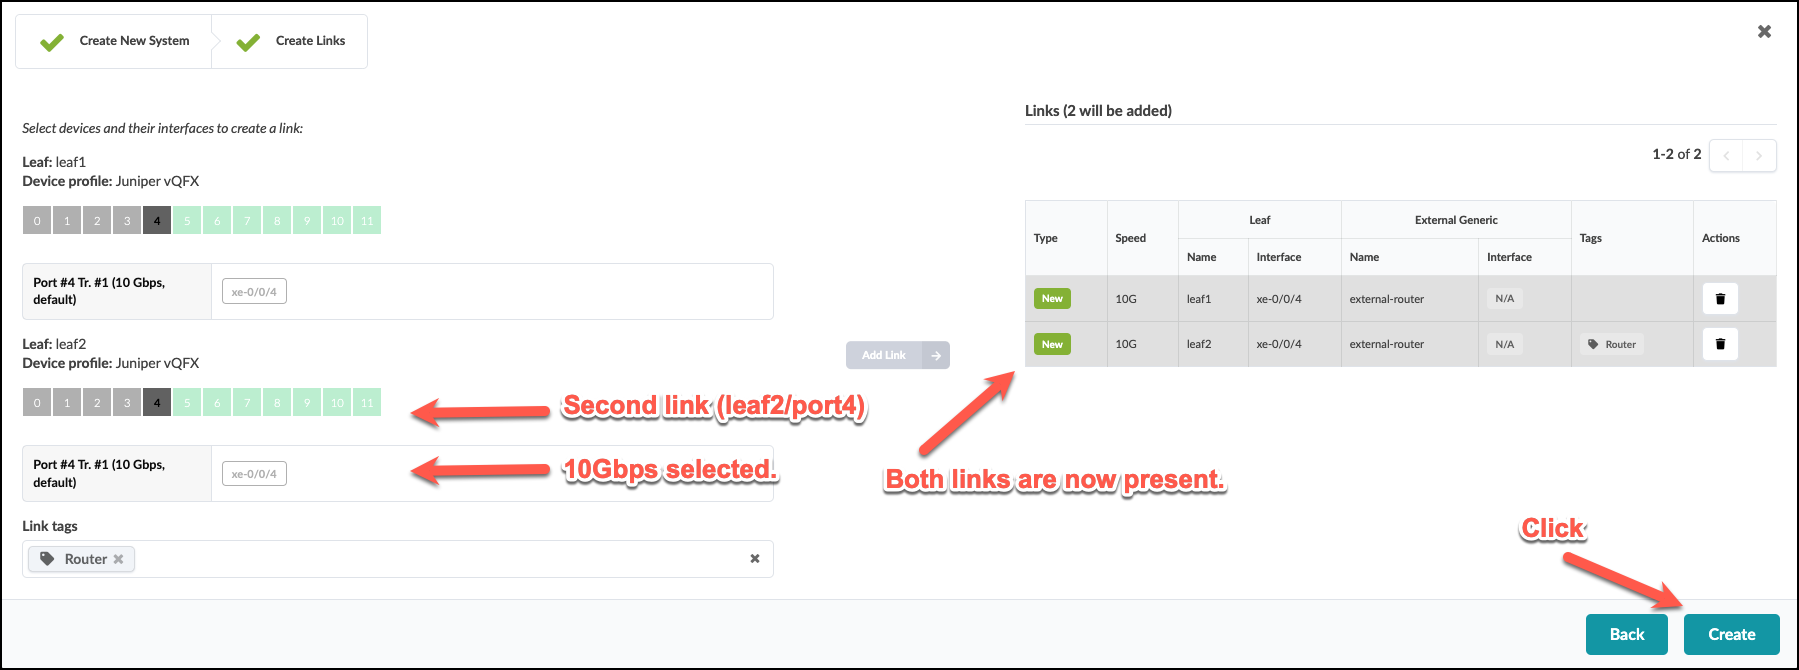 Create New System
Create Links
Select devices and their interfaces to create a link:
Leaf: leaf1
Device profile: Juniper vQFX
0 1 2 3 4 5 6 7 8 9 10 11
Port #4 Tr. #1 (10 Gbps,
default)
xe-0/0/4
Leaf: leaf2
Device profile: Juniper vQFX
0 1 2 3 4 5 6 7 8 9 10 11
Second link (leaf2/port4)
Port #4 Tr. #1 (10 Gbps,
default)
xe-0/0/4
10Gbps selected.
Link tags
Router
Add Link
Links (2 will be added)
1-2 of 2
Type Speed Leaf External Generic Tags Actions
Name Interface Name Interface
New 10G leaf1 xe-0/0/4 external-router N/A
New 10G leaf2 xe-0/0/4 external-router N/A Router
Both links are now present.
Click
Back
Create